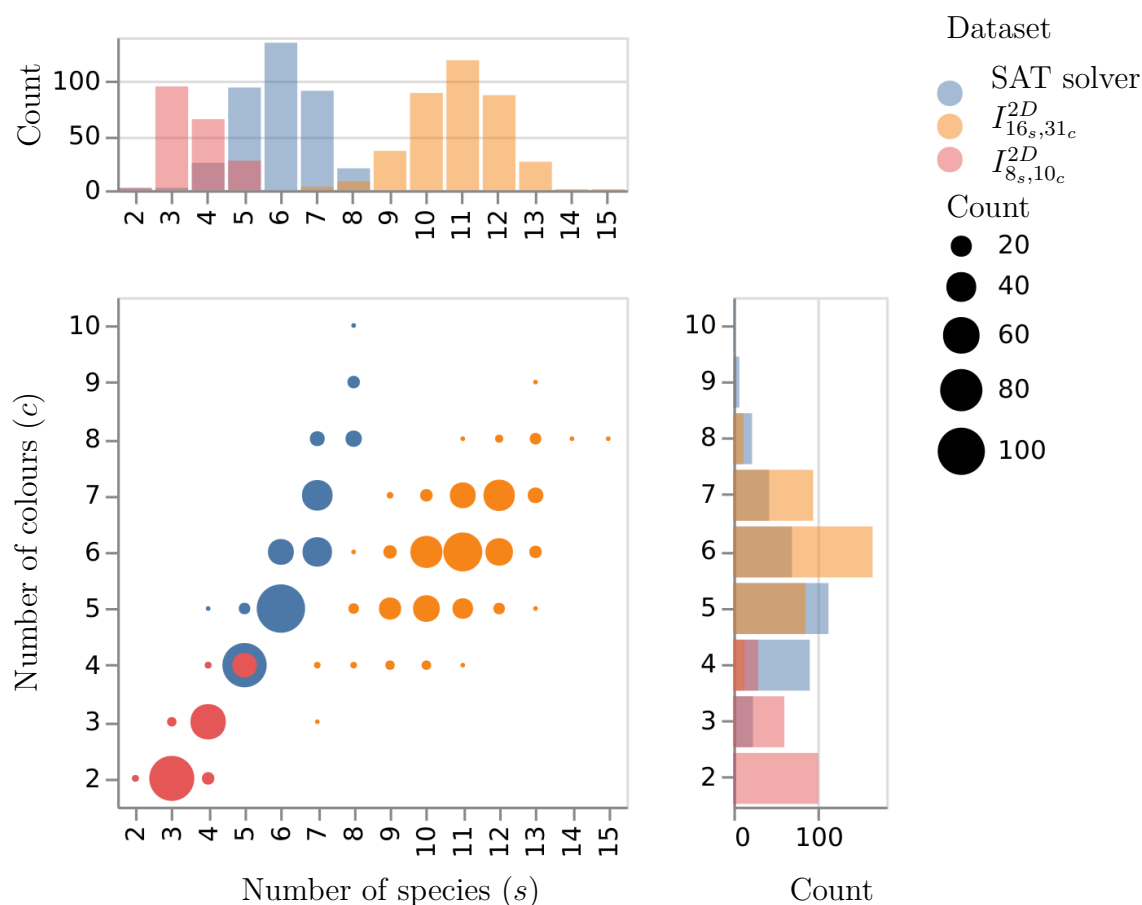 Count
100
50
0
2 3 4 5 6 7 8 9 10 11 12 13 14 15
Dataset
SAT solver
$I^{2D}_{16_s,31_c}$
$I^{2D}_{8_s,10_c}$
Count
20
40
60
80
100
Number of colours (c)
10
9
8
7
6
5
4
3
2
2 3 4 5 6 7 8 9 10 11 12 13 14 15
Number of species (s)
10
9
8
7
6
5
4
3
2
0 100
Count